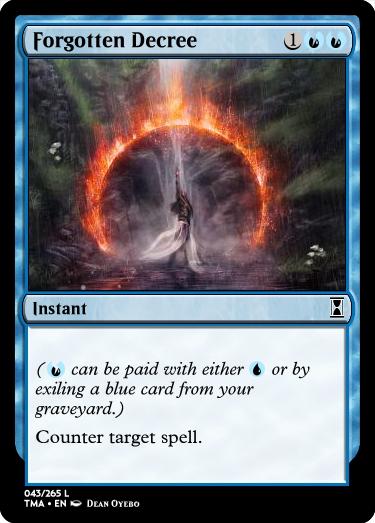 Forgotten Decree 1
Instant
( can be paid with either or by
exiling a blue card from your
graveyard.)
Counter target spell.
043/265 L
TMA • EN Dean Oyebo